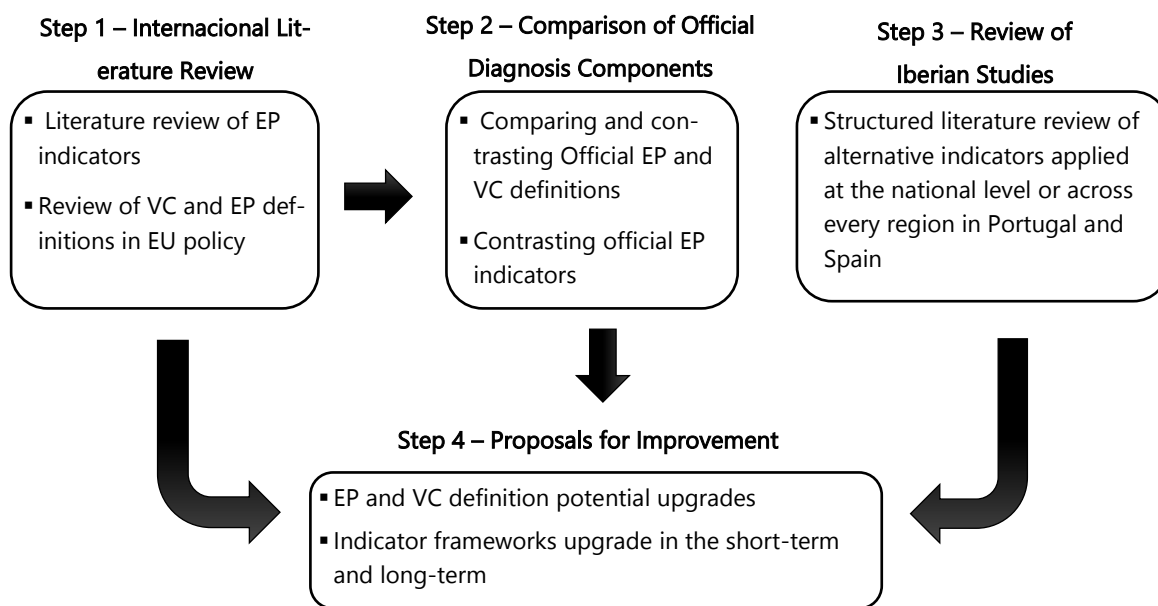 Step 1 – Internacional Lit-
erature Review
▪ Literature review of EP
indicators
▪ Review of VC and EP def-
initions in EU policy
Step 2 – Comparison of Official
Diagnosis Components
▪ Comparing and con-
trasting Official EP and
VC definitions
▪ Contrasting official EP
indicators
Step 3 – Review of
Iberian Studies
▪ Structured literature review of
alternative indicators applied
at the national level or across
every region in Portugal and
Spain
Step 4 – Proposals for Improvement
▪ EP and VC definition potential upgrades
▪ Indicator frameworks upgrade in the short-term
and long-term